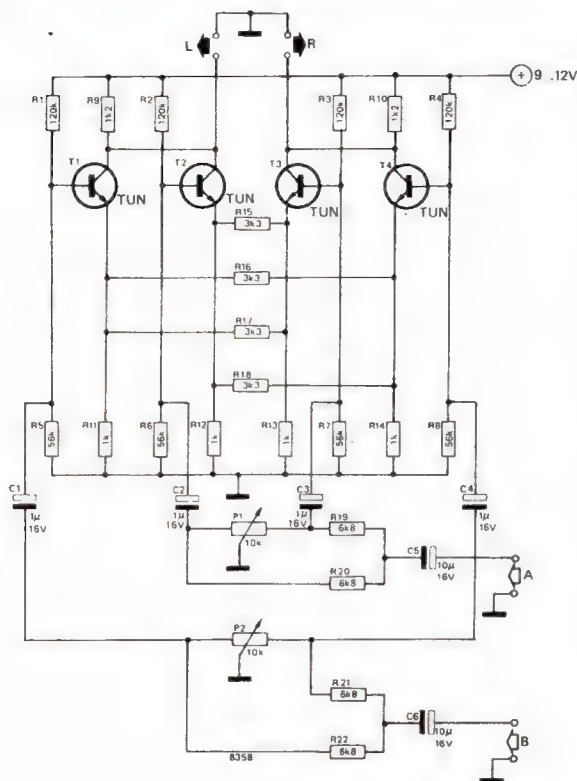 L R
9 .12V
R1 120k R9 1k2 R2 120k R3 120k R10 1k2 R4 120k
T1 T2 T3 T4
TUN TUN TUN TUN
R15
3k3
R16
3k3
R17
3k3
R18
3k3
R5 56k R11 1k R6 56k R12 1k R13 1k R7 56k R14 1k R8 56k
C1 C2 C3 C4
1µ 1µ 1µ 1µ
16V 16V 16V 16V
P1
10k
R19
6k8
R20
6k8
C5
10µ
16V
A
P2
10k
R21
6k8
R22
6k8
C6
10µ
16V
B
8358